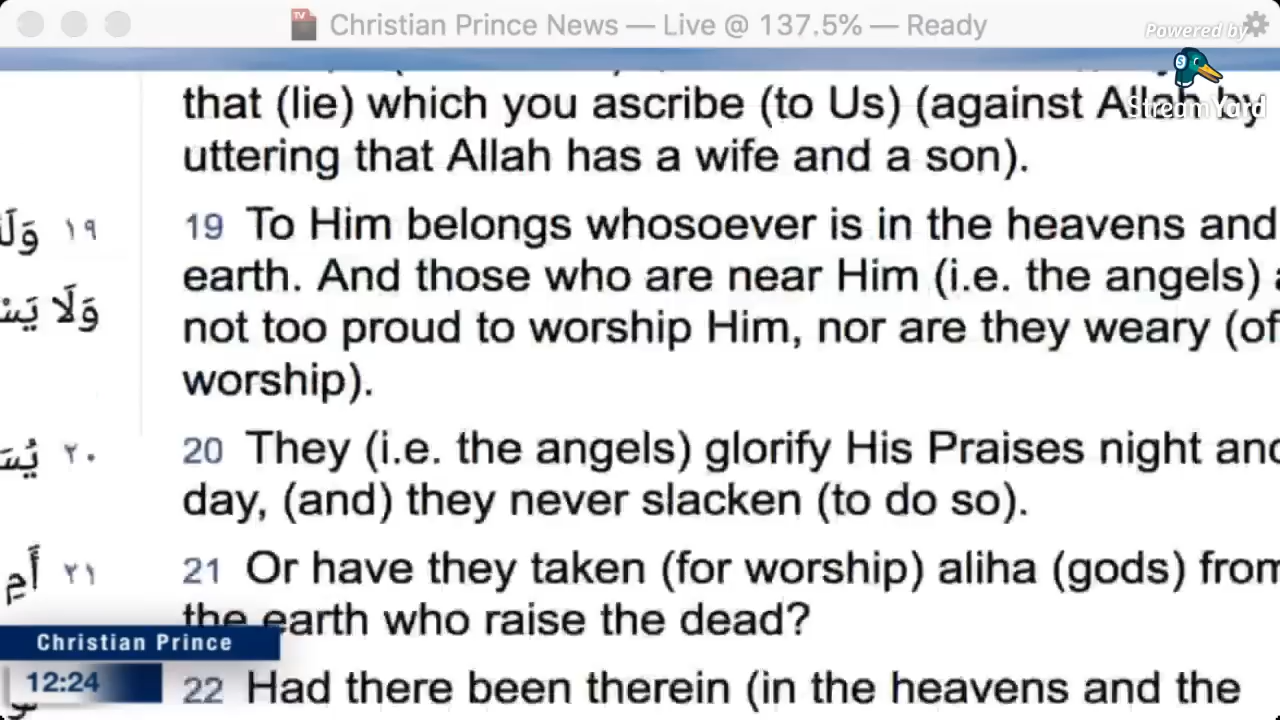 Christian Prince News — Live @ 137.5% — Ready
Powered by
StreamYard
that (lie) which you ascribe (to Us) (against Allah by
uttering that Allah has a wife and a son).
١٩
19 To Him belongs whosoever is in the heavens and
earth. And those who are near Him (i.e. the angels)
وَلَا
not too proud to worship Him, nor are they weary (of
worship).
٢٠
20 They (i.e. the angels) glorify His Praises night and
day, (and) they never slacken (to do so).
أَمِ ٢١
21 Or have they taken (for worship) aliha (gods) from
the earth who raise the dead?
Christian Prince
12:24
22 Had there been therein (in the heavens and the